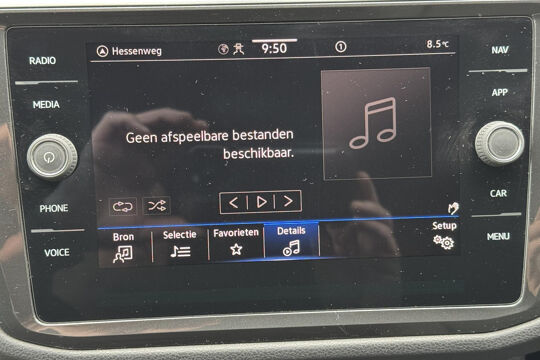 RADIO
MEDIA
PHONE
VOICE
Hessenweg
9:50
1
8.5°C
Geen afspeelbare bestanden
beschikbaar.
Bron
Selectie
Favorieten
Details
Setup
NAV
APP
CAR
MENU